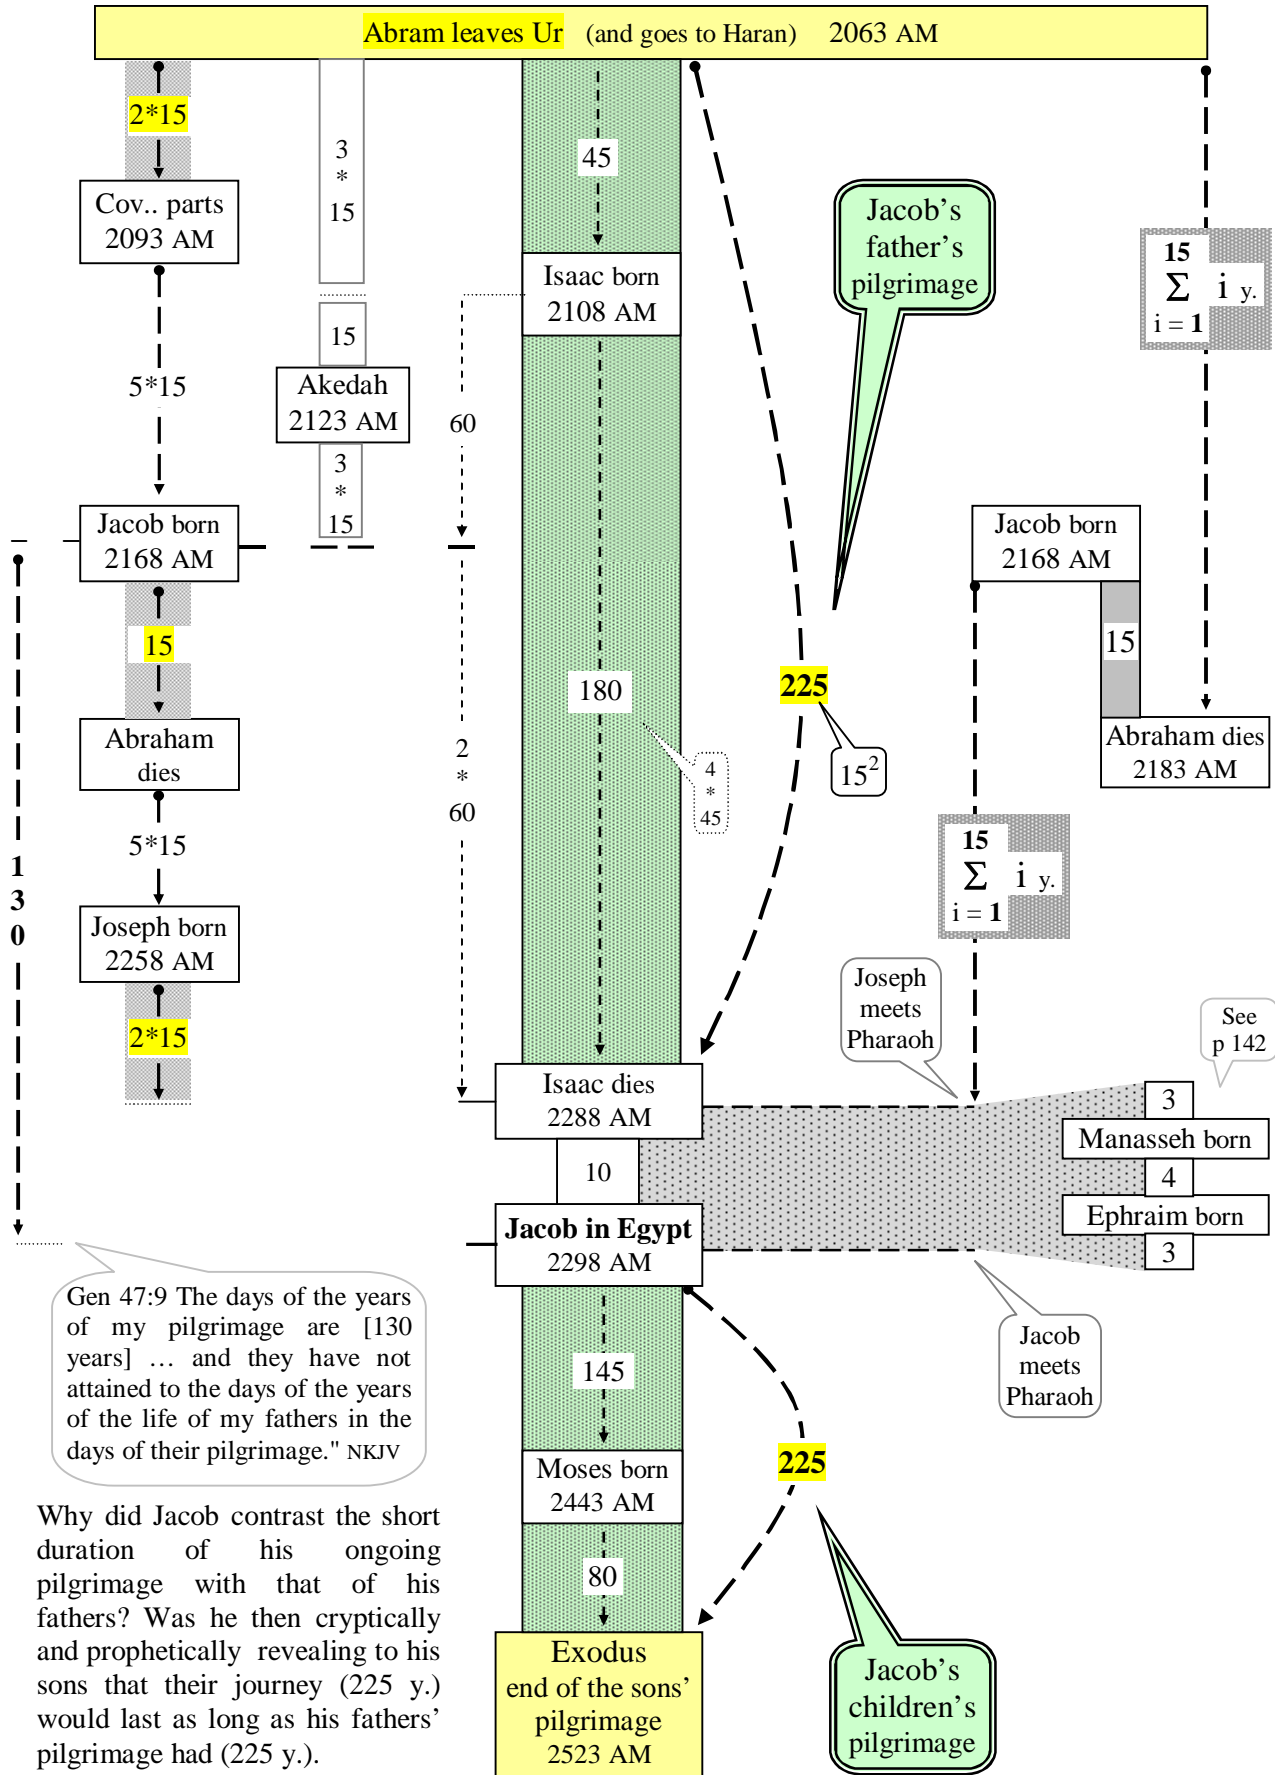 Abram leaves Ur (and goes to Haran) 2063 AM
2*15
Cov.. parts
2093 AM
5*15
Jacob born
2168 AM
15
Abraham
dies
5*15
Joseph born
2258 AM
2*15
1
3
0
3
*
15
15
Akedah
2123 AM
3
*
15
60
2
*
60
45
Isaac born
2108 AM
180
4
*
45
Isaac dies
2288 AM
10
Jacob in Egypt
2298 AM
145
Moses born
2443 AM
80
Exodus
end of the sons’
pilgrimage
2523 AM
Jacob’s
father’s
pilgrimage
225
15²
15
Σ i y.
i = 1
Jacob born
2168 AM
15
Abraham dies
2183 AM
15
Σ i y.
i = 1
Joseph
meets
Pharaoh
See
p 142
3
Manasseh born
4
Ephraim born
3
Jacob
meets
Pharaoh
225
Jacob’s
children’s
pilgrimage
Gen 47:9 The days of the years
of my pilgrimage are [130
years] … and they have not
attained to the days of the years
of the life of my fathers in the
days of their pilgrimage." NKJV
Why did Jacob contrast the short
duration of his ongoing
pilgrimage with that of his
fathers? Was he then cryptically
and prophetically revealing to his
sons that their journey (225 y.)
would last as long as his fathers’
pilgrimage had (225 y.).